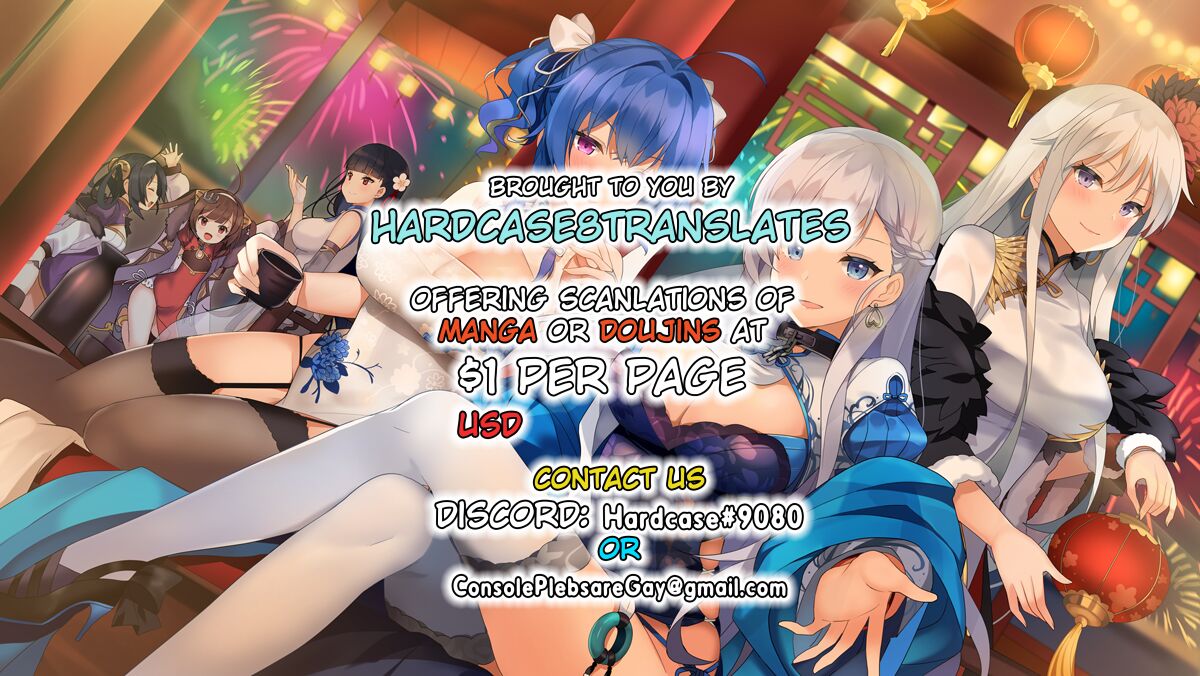 BROUGHT TO YOU BY
HARDCASE8TRANSLATES
OFFERING SCANLATIONS OF
MANGA OR DOUJINS AT
$1 PER PAGE
USD
CONTACT US
DISCORD: Hardcase#9080
OR
ConsolePlebsareGay@gmail.com